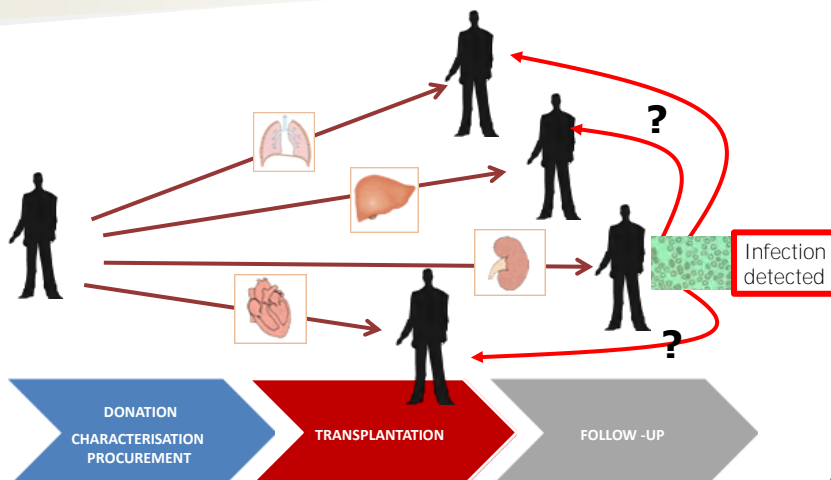 ?
Infection
detected
?
DONATION
CHARACTERISATION
PROCUREMENT
TRANSPLANTATION
FOLLOW -UP